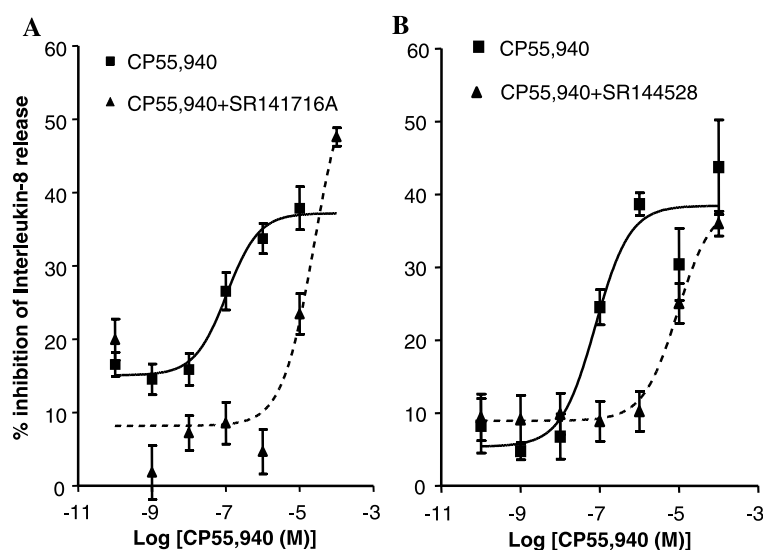 A
B
% inhibition of Interleukin-8 release
60
50
40
30
20
10
0
CP55,940
CP55,940+SR141716A
-11
-9
-7
-5
-3
Log [CP55,940 (M)]
60
50
40
30
20
10
0
CP55,940
CP55,940+SR144528
-11
-9
-7
-5
-3
Log [CP55,940 (M)]